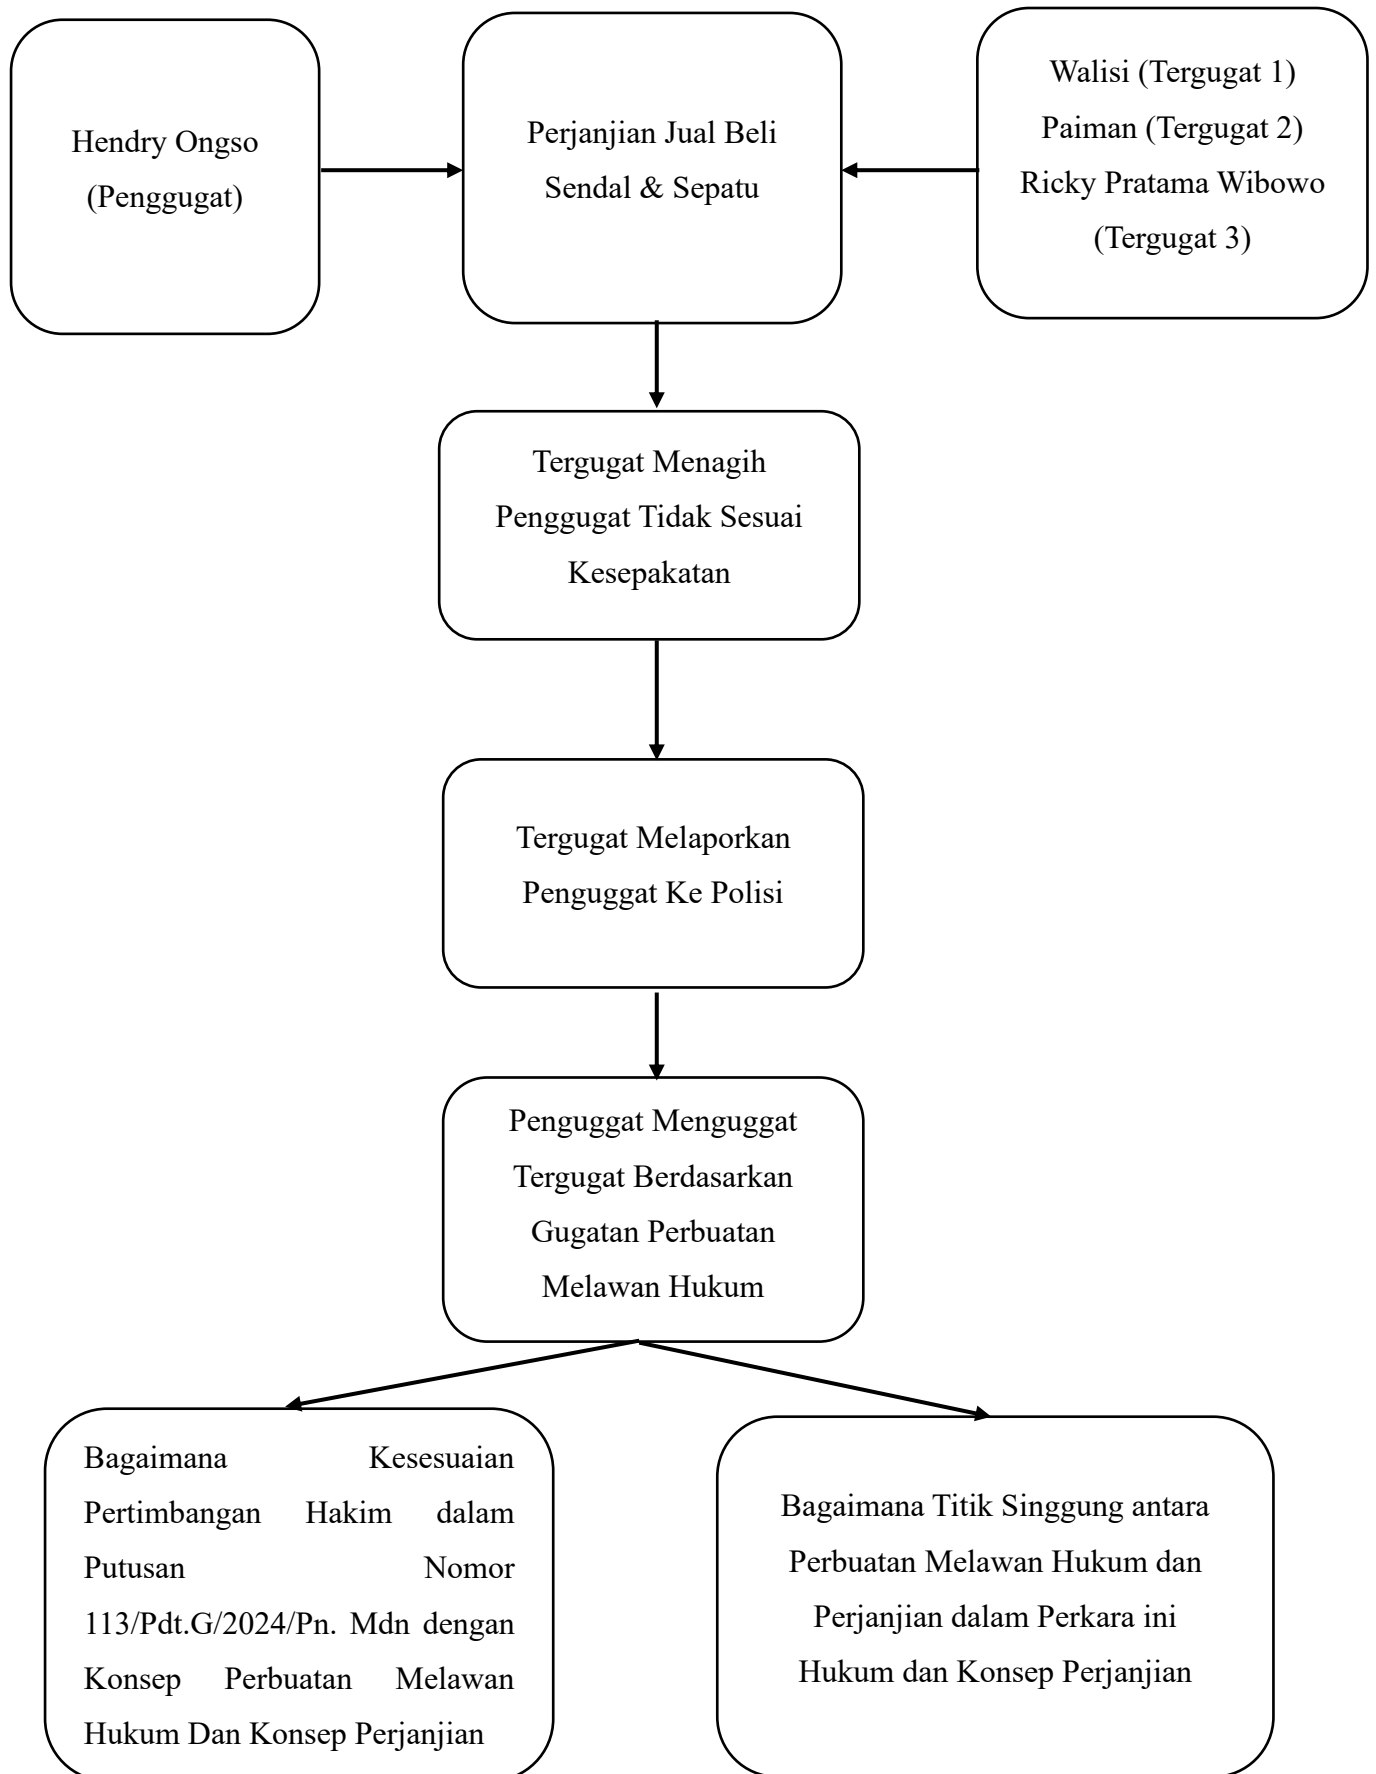 Hendry Ongso
(Penggugat)
Perjanjian Jual Beli
Sendal & Sepatu
Walisi (Tergugat 1)
Paiman (Tergugat 2)
Ricky Pratama Wibowo
(Tergugat 3)
Tergugat Menagih
Penggugat Tidak Sesuai
Kesepakatan
Tergugat Melaporkan
Penguggat Ke Polisi
Penguggat Menguggat
Tergugat Berdasarkan
Gugatan Perbuatan
Melawan Hukum
Bagaimana Kesesuaian
Pertimbangan Hakim dalam
Putusan Nomor
113/Pdt.G/2024/Pn. Mdn dengan
Konsep Perbuatan Melawan
Hukum Dan Konsep Perjanjian
Bagaimana Titik Singgung antara
Perbuatan Melawan Hukum dan
Perjanjian dalam Perkara ini
Hukum dan Konsep Perjanjian